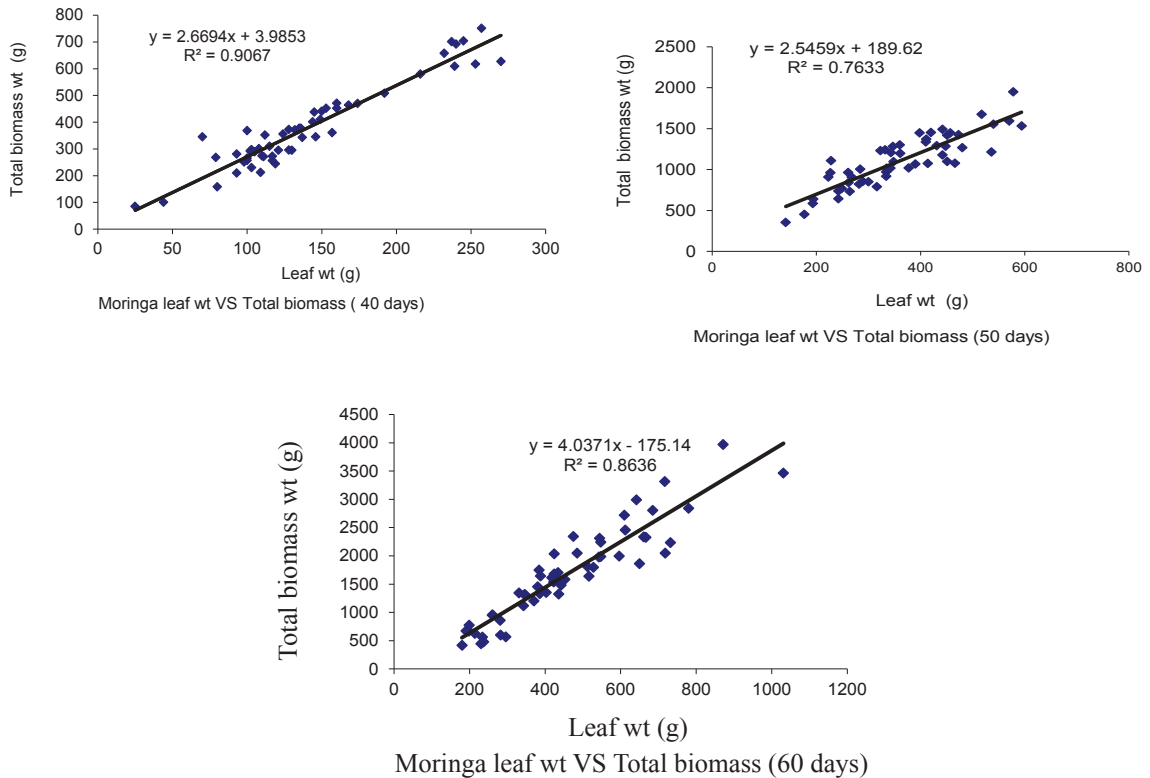 y = 2.6694x + 3.9853
R² = 0.9067
Total biomass wt (g)
800
700
600
500
400
300
200
100
0
0 50 100 150 200 250 300
Leaf wt (g)
Moringa leaf wt VS Total biomass ( 40 days)
y = 2.5459x + 189.62
R² = 0.7633
Total biomass wt (g)
2500
2000
1500
1000
500
0
0 200 400 600 800
Leaf wt (g)
Moringa leaf wt VS Total biomass (50 days)
y = 4.0371x - 175.14
R² = 0.8636
Total biomass wt (g)
4500
4000
3500
3000
2500
2000
1500
1000
500
0
0 200 400 600 800 1000 1200
Leaf wt (g)
Moringa leaf wt VS Total biomass (60 days)